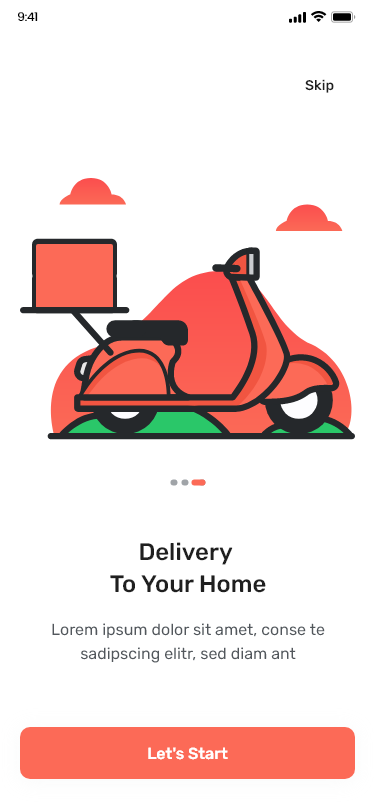 9:41
Skip
Delivery
To Your Home
Lorem ipsum dolor sit amet, conse te
sadipscing elitr, sed diam ant
Let's Start